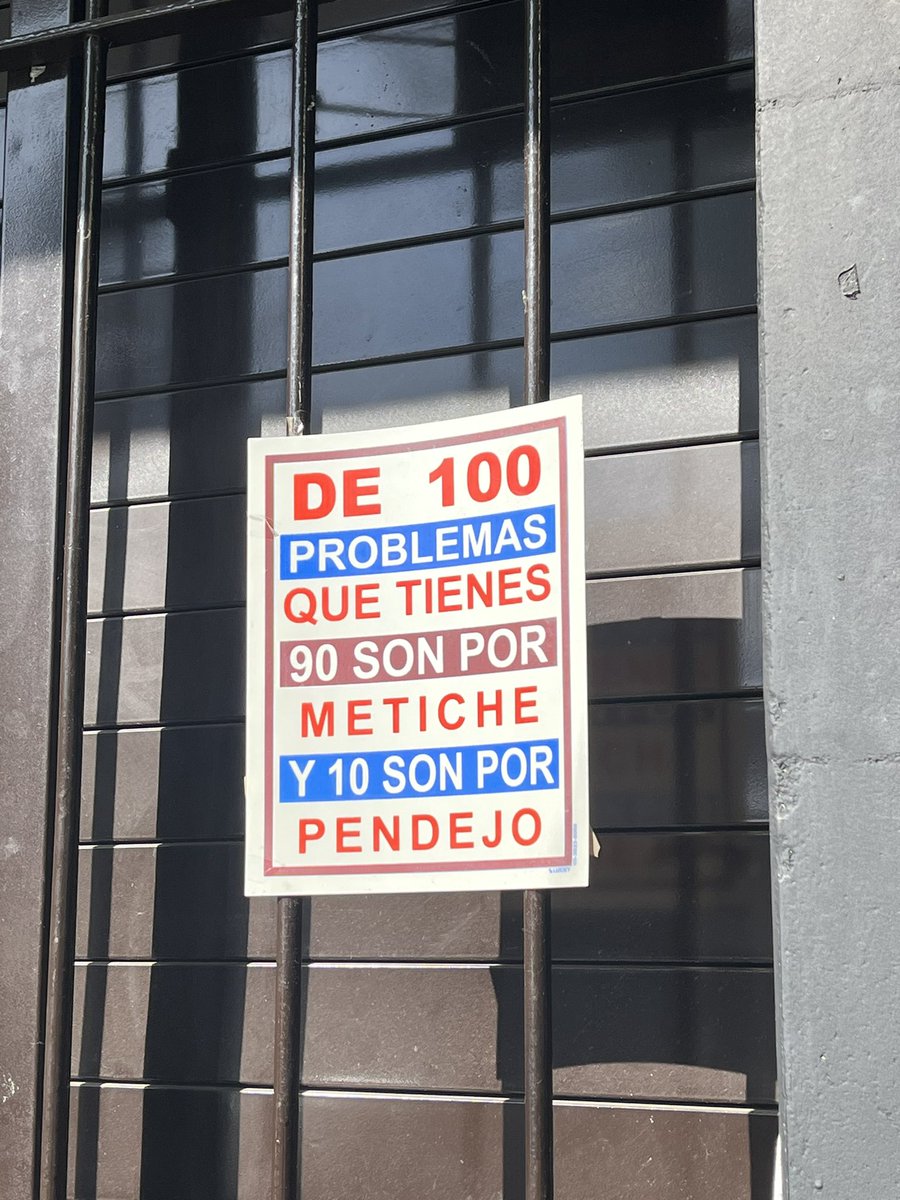 DE 100
PROBLEMAS
QUE TIENES
90 SON POR
METICHE
Y 10 SON POR
PENDEJO